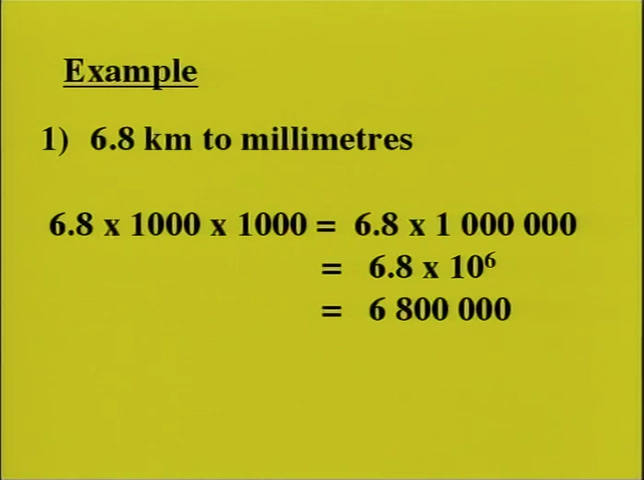 Example
1) 6.8 km to millimetres
6.8 x 1000 x 1000 = 6.8 x 1 000 000
= 6.8 x 10⁶
= 6 800 000